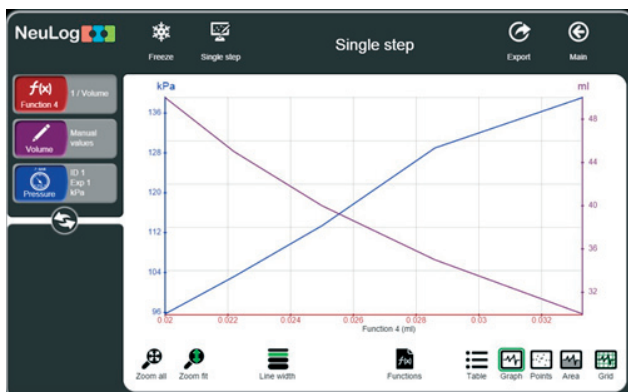 NeuLog
Freeze
Single step
Single step
Export
Main
f(x)
Function 4
1 / Volume
Volume
Manual
values
Pressure
ID 1
Exp 1
kPa
kPa
ml
136
128
120
112
104
96
48
44
40
36
32
0.02
0.022
0.024
0.026
0.028
0.03
0.032
Function 4 (ml)
Zoom all
Zoom fit
Line width
f(x)
Functions
Table
Graph
Points
Area
Grid